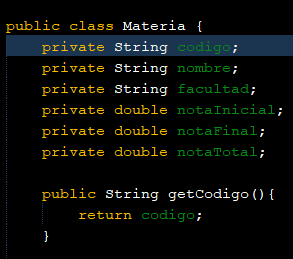 public class Materia {
    private String codigo;
    private String nombre;
    private String facultad;
    private double notaInicial;
    private double notaFinal;
    private double notaTotal;

    public String getCodigo(){
        return codigo;
    }